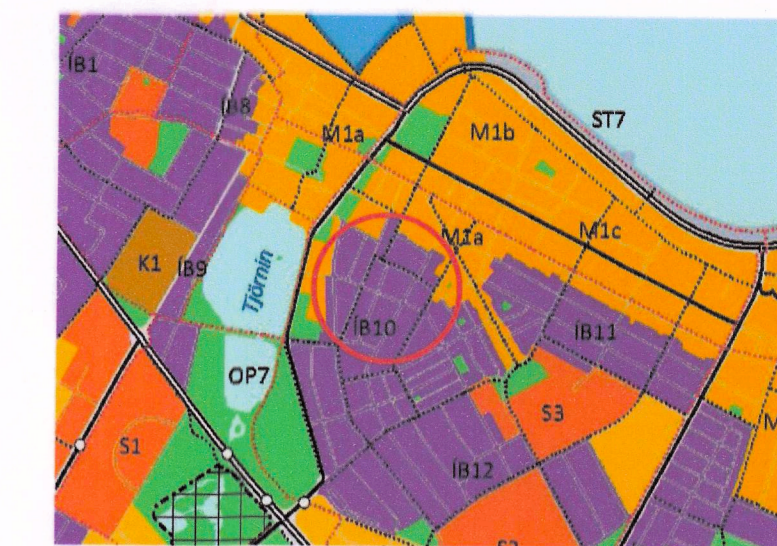 ÍB1
ÍB8
M1a
M1b
ST7
K1
ÍB9
Tjörnin
M1a
M1c
ÍB10
ÍB11
OP7
S1
S3
ÍB12
M